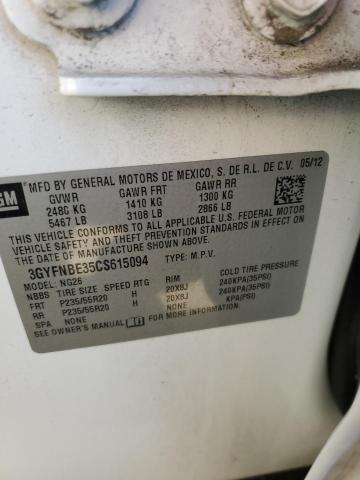 GM
MFD BY GENERAL MOTORS DE MEXICO, S. DE R.L. DE C.V. 05/12
GVWR GAWR FRT GAWR RR
2480 KG 1410 KG 1300 KG
5467 LB 3108 LB 2866 LB
THIS VEHICLE CONFORMS TO ALL APPLICABLE U.S. FEDERAL MOTOR
VEHICLE SAFETY AND THEFT PREVENTION STANDARDS IN EFFECT ON
THE DATE OF MANUFACTURE SHOWN ABOVE.
3GYFNBE35CS615094 TYPE: M.P.V.
MODEL: NG26
NBBS TIRE SIZE SPEED RTG RIM COLD TIRE PRESSURE
FRT P235/55R20 H 20X8J 240KPA(35PSI)
RR P235/55R20 H 20X8J 240KPA(35PSI)
SPA NONE NONE KPA(PSI)
SEE OWNER'S MANUAL FOR MORE INFORMATION.